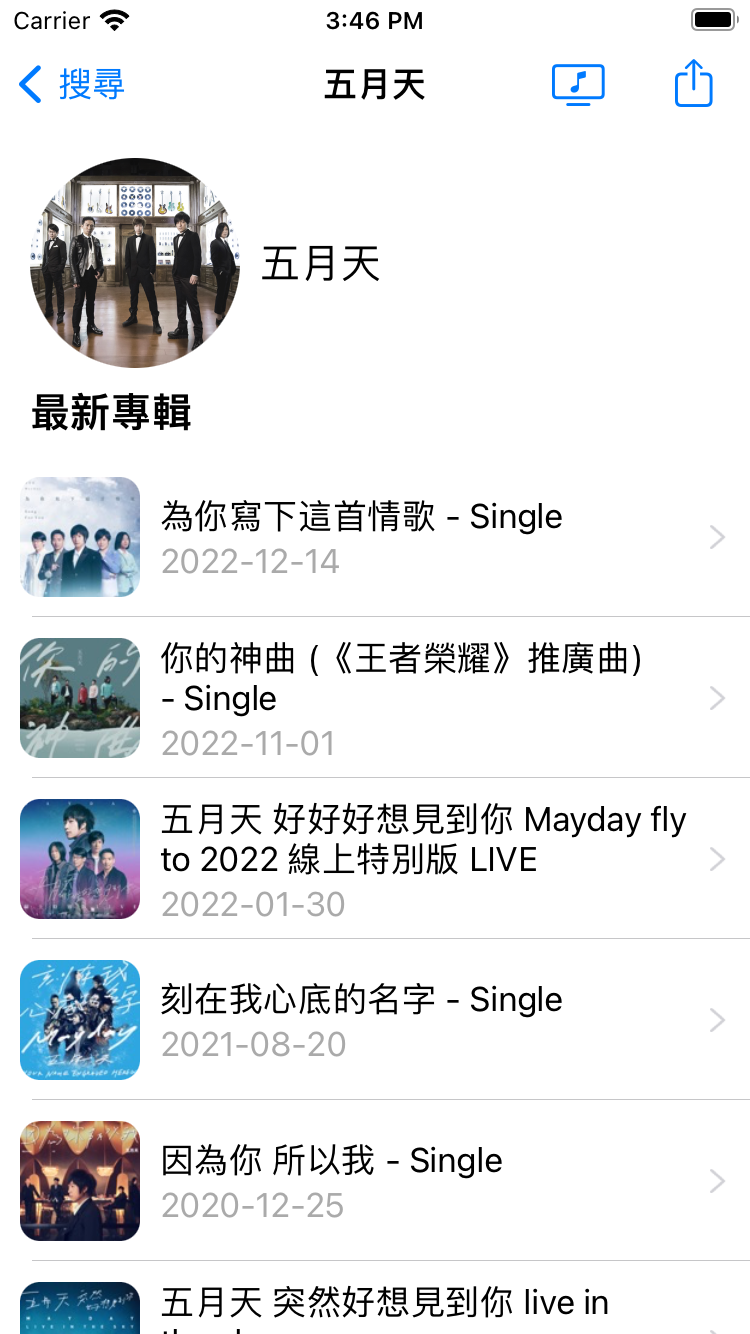 Carrier
3:46 PM
搜尋
五月天
五月天
最新專輯
為你寫下這首情歌 - Single
2022-12-14
你的神曲 (《王者榮耀》推廣曲)
- Single
2022-11-01
五月天 好好好想見到你 Mayday fly
to 2022 線上特別版 LIVE
2022-01-30
刻在我心底的名字 - Single
2021-08-20
因為你 所以我 - Single
2020-12-25
五月天 突然好想見到你 live in